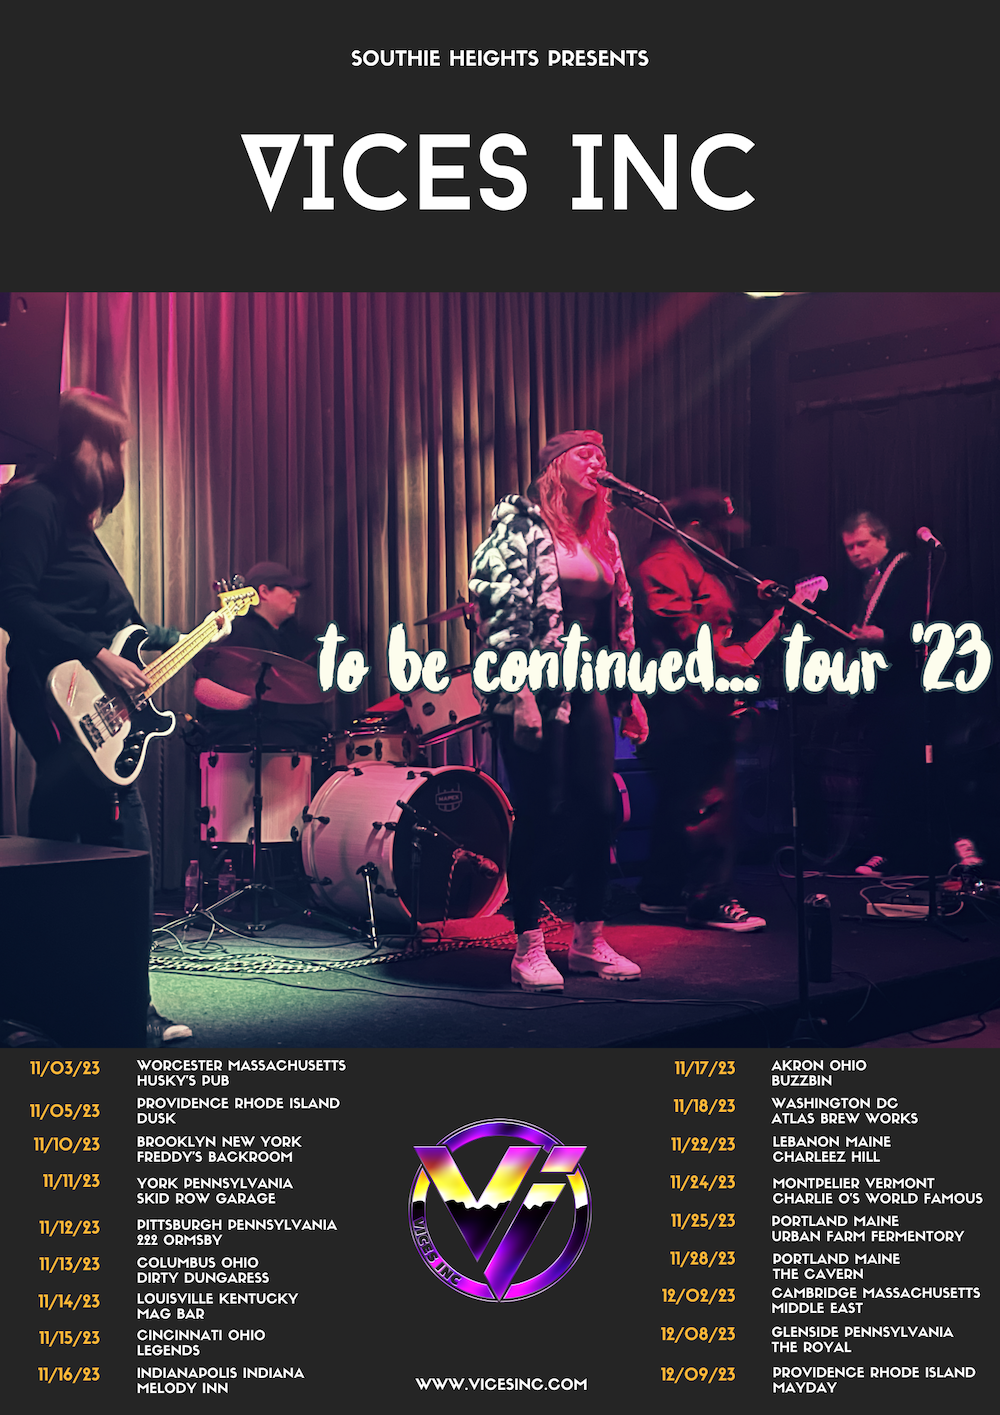 SOUTHIE HEIGHTS PRESENTS
VICES INC
to be continued... tour '23
MAPEX
11/03/23 WORCESTER MASSACHUSETTS
HUSKY'S PUB
11/05/23 PROVIDENCE RHODE ISLAND
DUSK
11/10/23 BROOKLYN NEW YORK
FREDDY'S BACKROOM
11/11/23 YORK PENNSYLVANIA
SKID ROW GARAGE
11/12/23 PITTSBURGH PENNSYLVANIA
222 ORMSBY
11/13/23 COLUMBUS OHIO
DIRTY DUNGARESS
11/14/23 LOUISVILLE KENTUCKY
MAG BAR
11/15/23 CINCINNATI OHIO
LEGENDS
11/16/23 INDIANAPOLIS INDIANA
MELODY INN
Vi
VICES INC
WWW.VICESINC.COM
11/17/23 AKRON OHIO
BUZZBIN
11/18/23 WASHINGTON DC
ATLAS BREW WORKS
11/22/23 LEBANON MAINE
CHARLEEZ HILL
11/24/23 MONTPELIER VERMONT
CHARLIE O'S WORLD FAMOUS
11/25/23 PORTLAND MAINE
URBAN FARM FERMENTORY
11/28/23 PORTLAND MAINE
THE CAVERN
12/02/23 CAMBRIDGE MASSACHUSETTS
MIDDLE EAST
12/08/23 GLENSIDE PENNSYLVANIA
THE ROYAL
12/09/23 PROVIDENCE RHODE ISLAND
MAYDAY